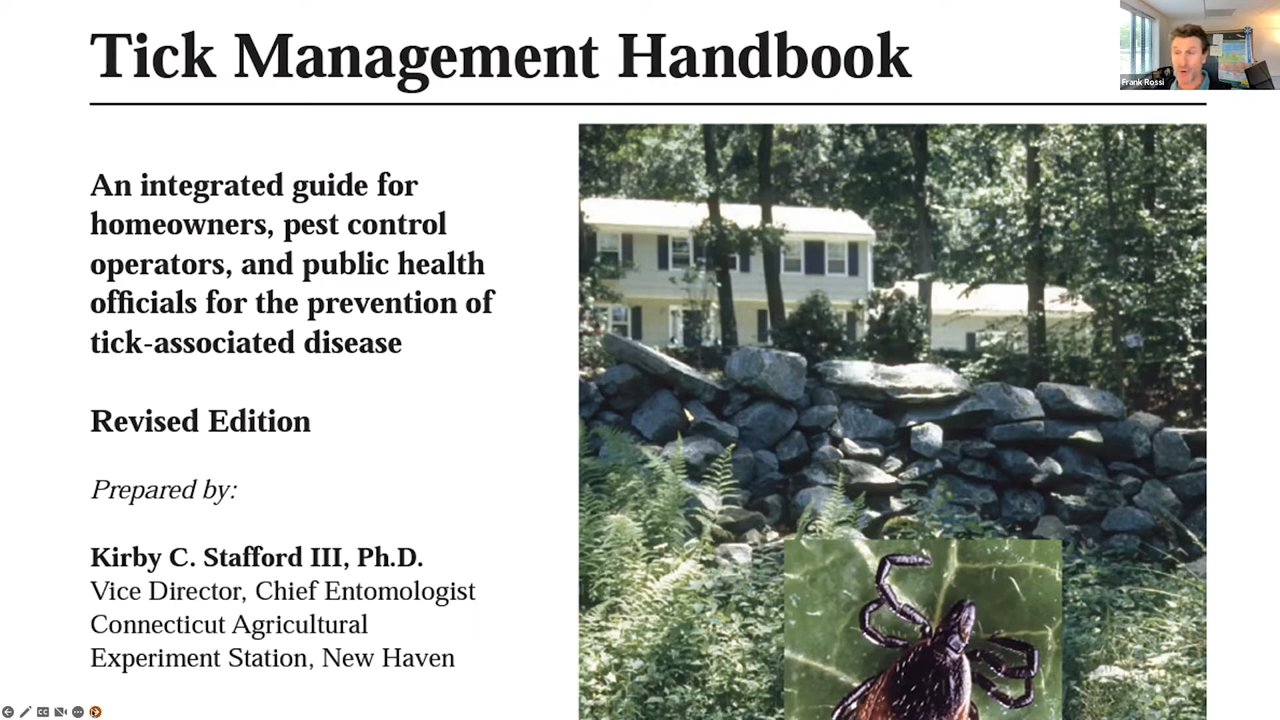 Tick Management Handbook
Frank Rossi
An integrated guide for
homeowners, pest control
operators, and public health
officials for the prevention of
tick-associated disease
Revised Edition
Prepared by:
Kirby C. Stafford III, Ph.D.
Vice Director, Chief Entomologist
Connecticut Agricultural
Experiment Station, New Haven